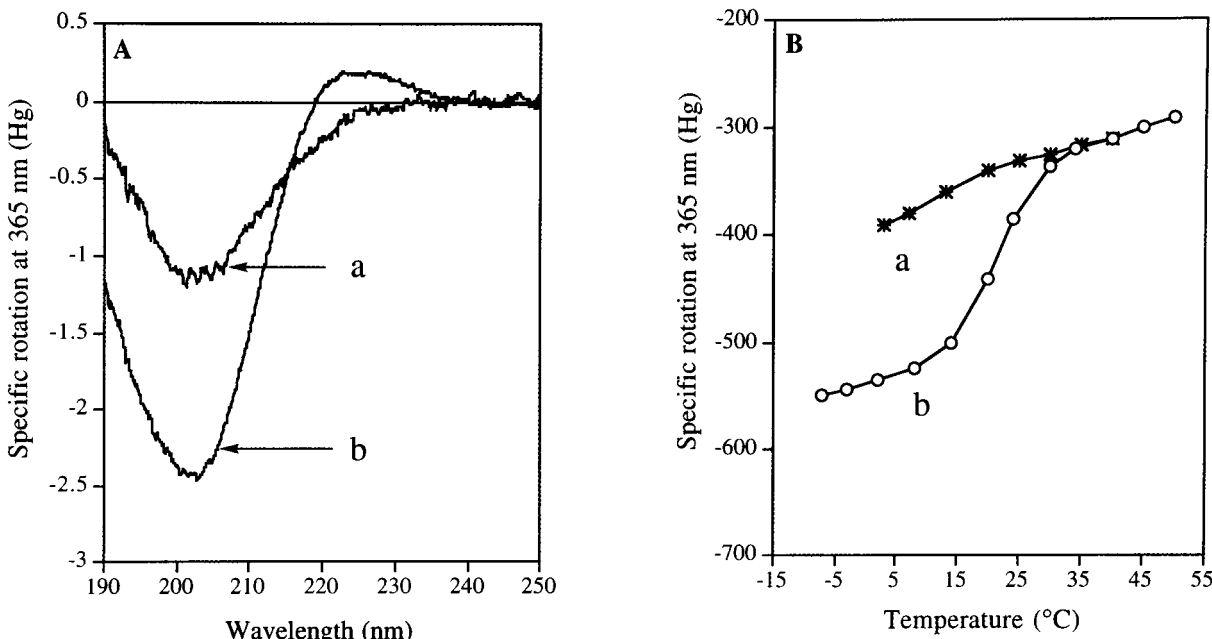 A
Specific rotation at 365 nm (Hg)
0.5
0
-0.5
-1
-1.5
-2
-2.5
-3
a
b
190 200 210 220 230 240 250
Wavelength (nm)
B
Specific rotation at 365 nm (Hg)
-200
-300
-400
-500
-600
-700
a
b
-15 -5 5 15 25 35 45 55
Temperature (°C)